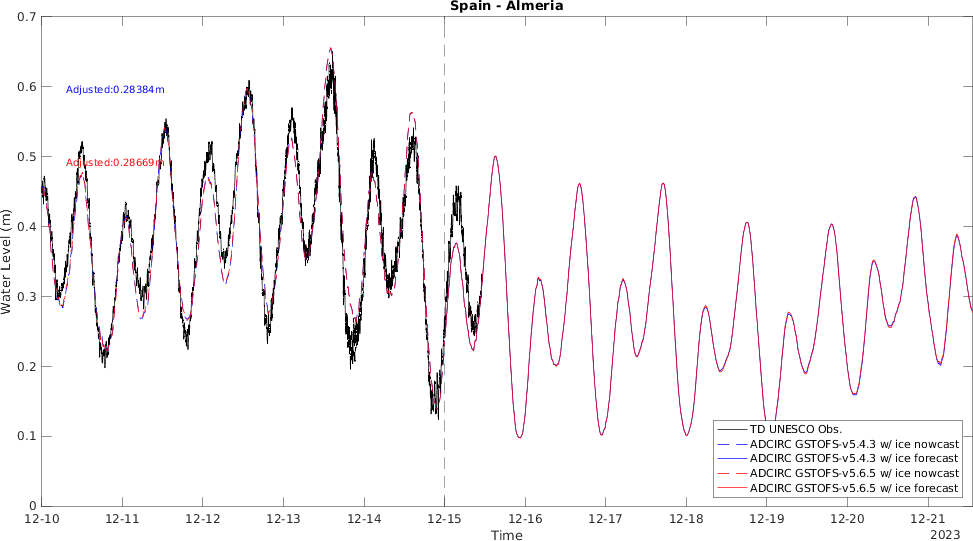 Spain - Almeria
0.7
0.6
0.5
0.4
0.3
0.2
0.1
0
Water Level (m)
Adjusted:0.28384m
Adjusted:0.28669m
TD UNESCO Obs.
ADCIRC GSTOFS-v5.4.3 w/ ice nowcast
ADCIRC GSTOFS-v5.4.3 w/ ice forecast
ADCIRC GSTOFS-v5.6.5 w/ ice nowcast
ADCIRC GSTOFS-v5.6.5 w/ ice forecast
12-10 12-11 12-12 12-13 12-14 12-15 12-16 12-17 12-18 12-19 12-20 12-21
Time
2023